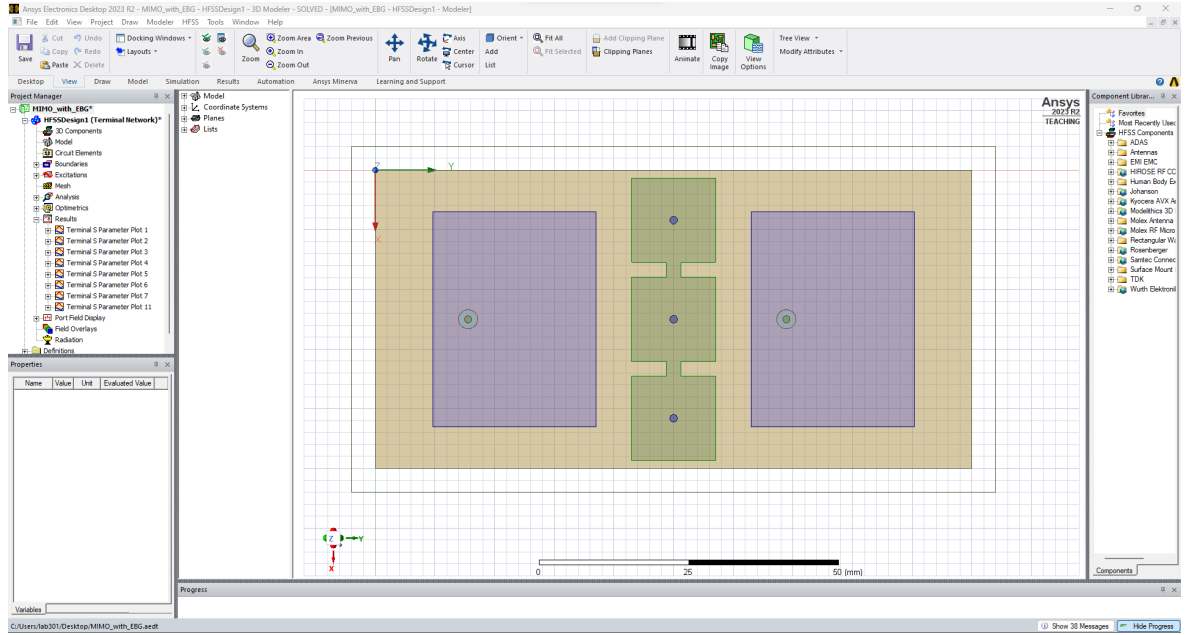 Ansys Electronics Desktop 2023 R2 - MIMO_with_EBG - HFSSDesign1 - 3D Modeler - SOLVED - [MIMO_with_EBG - HFSSDesign1 - Modeler]
File Edit View Project Draw Modeler HFSS Tools Window Help
Save
Cut Undo
Copy Redo
Paste Delete
Docking Windows
Layouts
Zoom
Zoom Area Zoom Previous
Zoom In
Zoom Out
Pan
Rotate
Axis
Center
Cursor
Orient
Add
List
Fit All
Fit Selected
Add Clipping Plane
Clipping Planes
Animate
Copy Image
View Options
Tree View
Modify Attributes
Desktop View Draw Model Simulation Results Automation Ansys Minerva Learning and Support
Project Manager
MIMO_with_EBG*
HFSSDesign1 (Terminal Network)*
3D Components
Model
Circuit Elements
Boundaries
Excitations
Mesh
Analysis
Optimetrics
Results
Terminal S Parameter Plot 1
Terminal S Parameter Plot 2
Terminal S Parameter Plot 3
Terminal S Parameter Plot 4
Terminal S Parameter Plot 5
Terminal S Parameter Plot 6
Terminal S Parameter Plot 7
Terminal S Parameter Plot 11
Port Field Display
Field Overlays
Radiation
Definitions
Properties
Name Value Unit Evaluated Value
Variables
Model
Coordinate Systems
Planes
Lists
Ansys
2023 R2
TEACHING
Z Y
X
Z Y
X
0 25 50 (mm)
Component Librar...
Favorites
Most Recently Usec
HFSS Components
ADAS
Antennas
EMI EMC
HIROSE RF CC
Human Body E
Johanson
Kyocera AVX A
Modelithics 3D
Molex Antenna
Molex RF Micro
Rectangular W
Rosenberger
Samtec Connec
Surface Mount
TDK
Wurth Elektroni
Components
Progress
C:/Users/lab301/Desktop/MIMO_with_EBG.aedt
Show 38 Messages Hide Progress